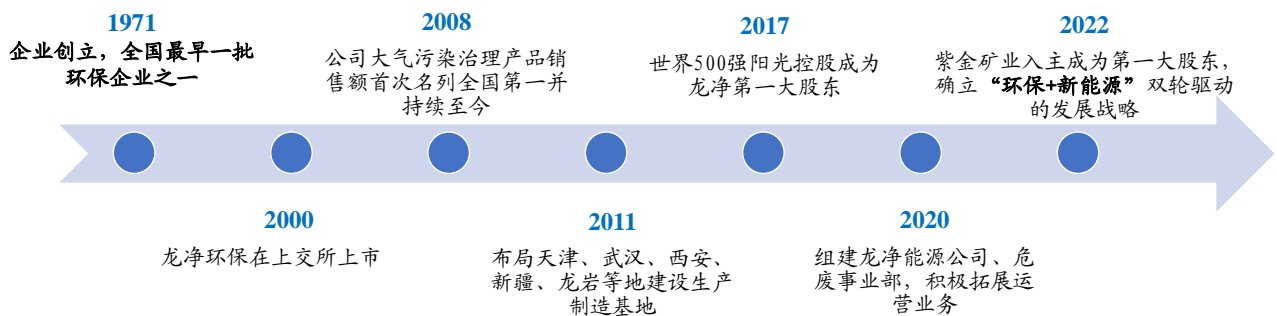 1971
企业创立，全国最早一批
环保企业之一
2008
公司大气污染治理产品销
售额首次名列全国第一并
持续至今
2017
世界500强阳光控股成为
龙净第一大股东
2022
紫金矿业入主成为第一大股东，
确立“环保+新能源”双轮驱动
的发展战略
2000
龙净环保在上交所上市
2011
布局天津、武汉、西安、
新疆、龙岩等地建设生产
制造基地
2020
组建龙净能源公司、危
废事业部，积极拓展运
营业务